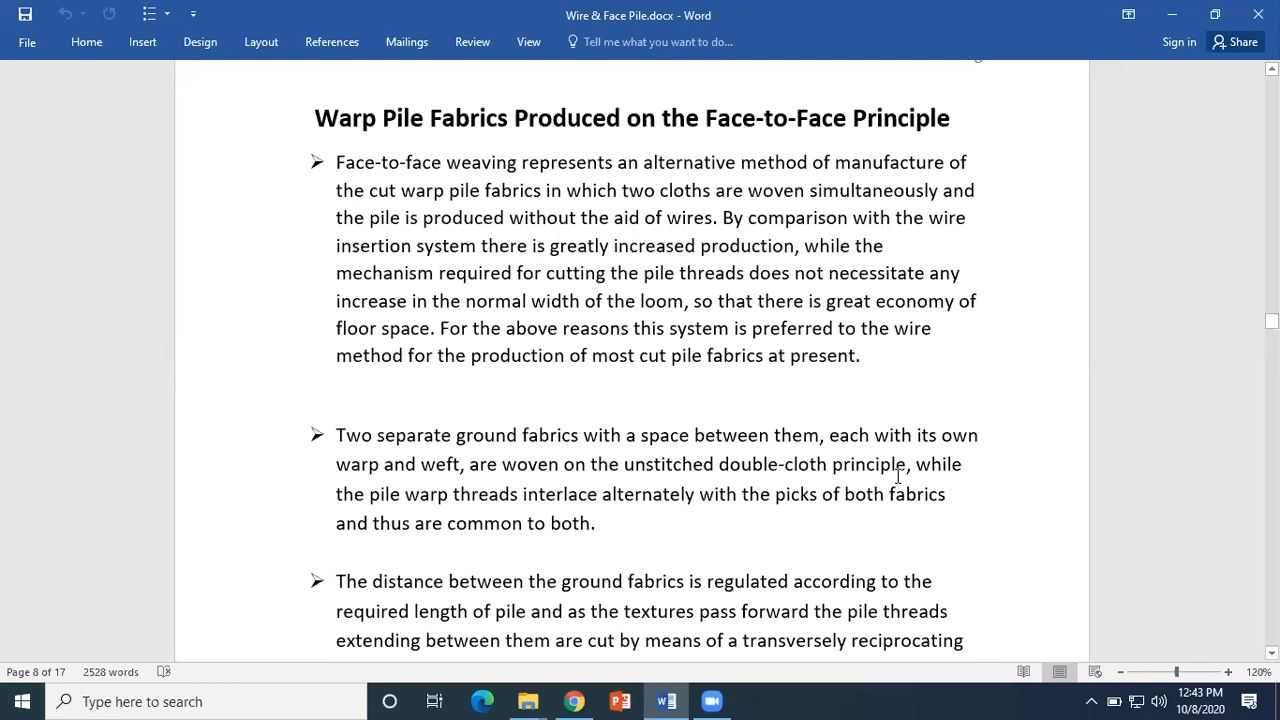 Wire & Face Pile.docx - Word
File Home Insert Design Layout References Mailings Review View Tell me what you want to do... Sign in Share
Warp Pile Fabrics Produced on the Face-to-Face Principle
Face-to-face weaving represents an alternative method of manufacture of
the cut warp pile fabrics in which two cloths are woven simultaneously and
the pile is produced without the aid of wires. By comparison with the wire
insertion system there is greatly increased production, while the
mechanism required for cutting the pile threads does not necessitate any
increase in the normal width of the loom, so that there is great economy of
floor space. For the above reasons this system is preferred to the wire
method for the production of most cut pile fabrics at present.
Two separate ground fabrics with a space between them, each with its own
warp and weft, are woven on the unstitched double-cloth principle, while
the pile warp threads interlace alternately with the picks of both fabrics
and thus are common to both.
The distance between the ground fabrics is regulated according to the
required length of pile and as the textures pass forward the pile threads
extending between them are cut by means of a transversely reciprocating
Page 8 of 17 2528 words 120%
Type here to search 12:43 PM
10/8/2020